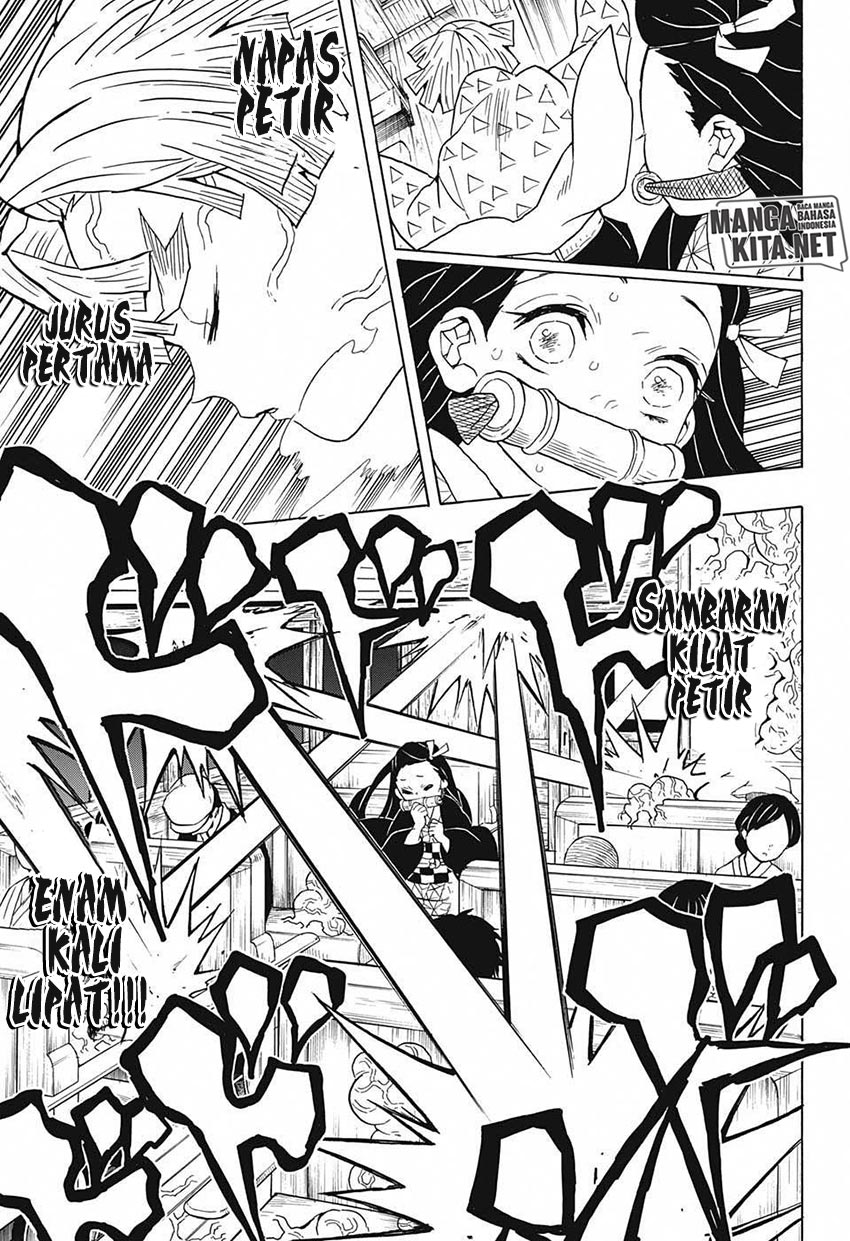 NAPAS
PETIR
MANGA
KITA.NET
BACA MANGA
BAHASA
INDONESIA
JURUS
PERTAMA
SAMBARAN
KILAT
PETIR
ENAM
KALI
LIPAT!!!